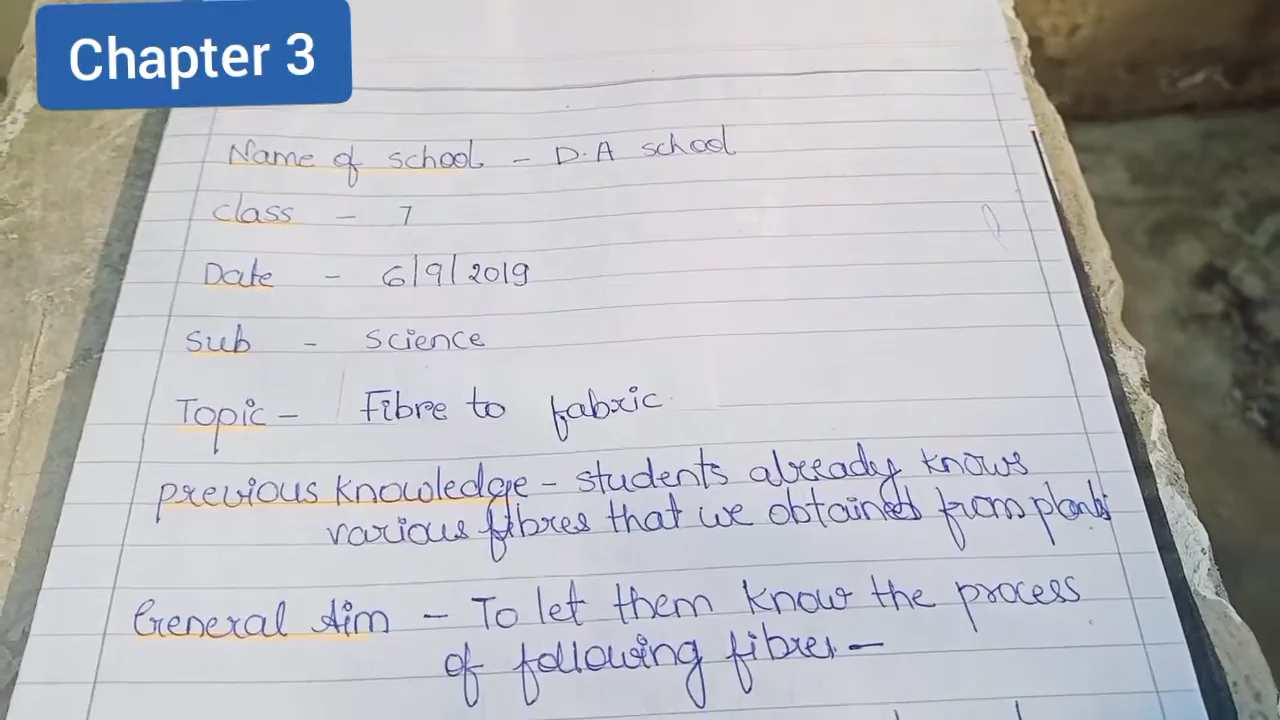 Chapter 3
Name of school - D.A school
Class - 7
Date - 6/9/2019
Sub - Science
Topic - Fibre to fabric
previous knowledge - students already knows
various fibres that we obtained from plants
General Aim - To let them know the process
of following fibres -